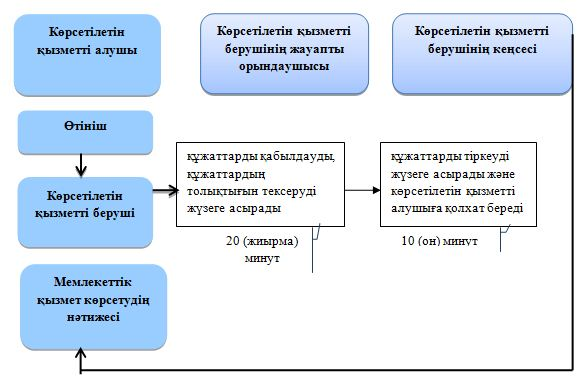 Көрсетілетін
қызметті алушы
Көрсетілетін қызметті
берушінің жауапты
орындаушысы
Көрсетілетін қызметті
берушінің кеңсесі
Өтініш
Көрсетілетін
қызметті беруші
құжаттарды қабылдауды,
құжаттардың
толықтығын тексеруді
жүзеге асырады
құжаттарды тіркеуді
жүзеге асырады және
көрсетілетін қызметті
алушыға қолхат береді
20 (жиырма)
минут
10 (он) минут
Мемлекеттік
қызмет көрсетудің
нәтижесі